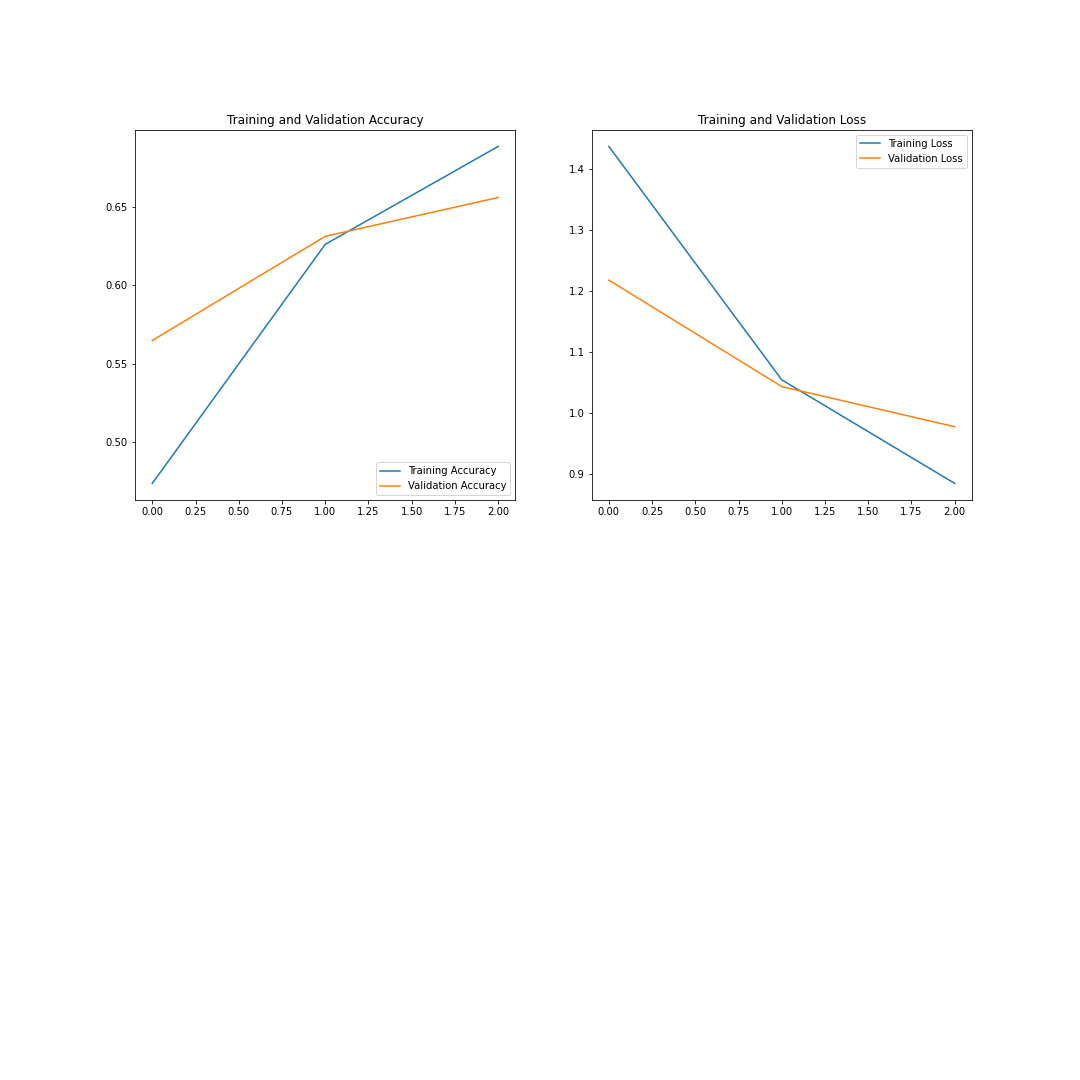 Training and Validation Accuracy
0.65
0.60
0.55
0.50
Training Accuracy
Validation Accuracy
0.00 0.25 0.50 0.75 1.00 1.25 1.50 1.75 2.00
Training and Validation Loss
Training Loss
Validation Loss
1.4
1.3
1.2
1.1
1.0
0.9
0.00 0.25 0.50 0.75 1.00 1.25 1.50 1.75 2.00